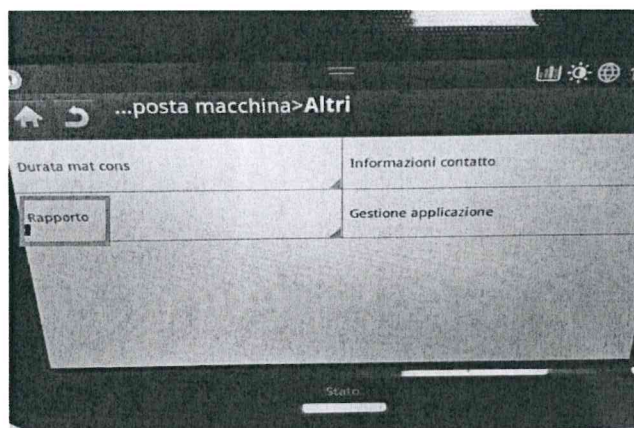 ...posta macchina>Altri
Durata mat cons
Informazioni contatto
Rapporto
Gestione applicazione
Stato